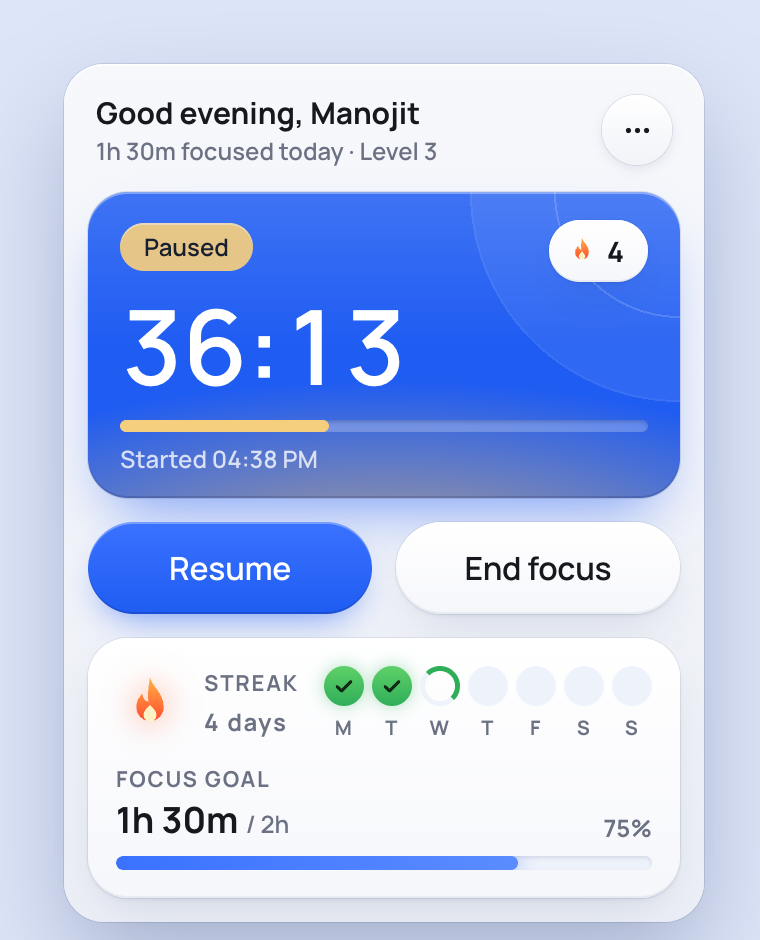 Good evening, Manojit
1h 30m focused today · Level 3
Paused
4
36:13
Started 04:38 PM
Resume
End focus
STREAK
4 days
M T W T F S S
FOCUS GOAL
1h 30m / 2h
75%